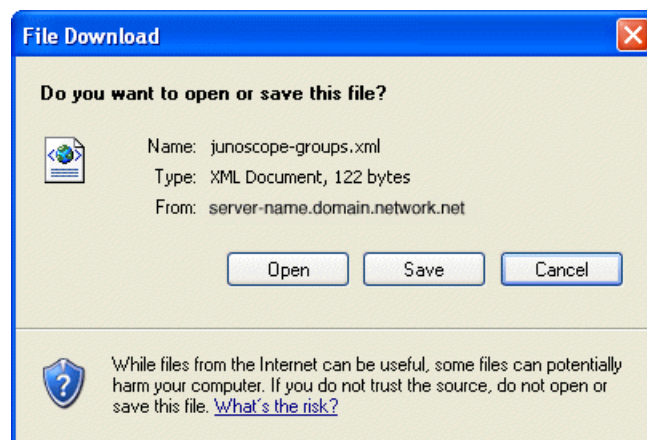 File Download
Do you want to open or save this file?
Name: junoscope-groups.xml
Type: XML Document, 122 bytes
From: server-name.domain.network.net
Open Save Cancel
While files from the Internet can be useful, some files can potentially
harm your computer. If you do not trust the source, do not open or
save this file. What's the risk?